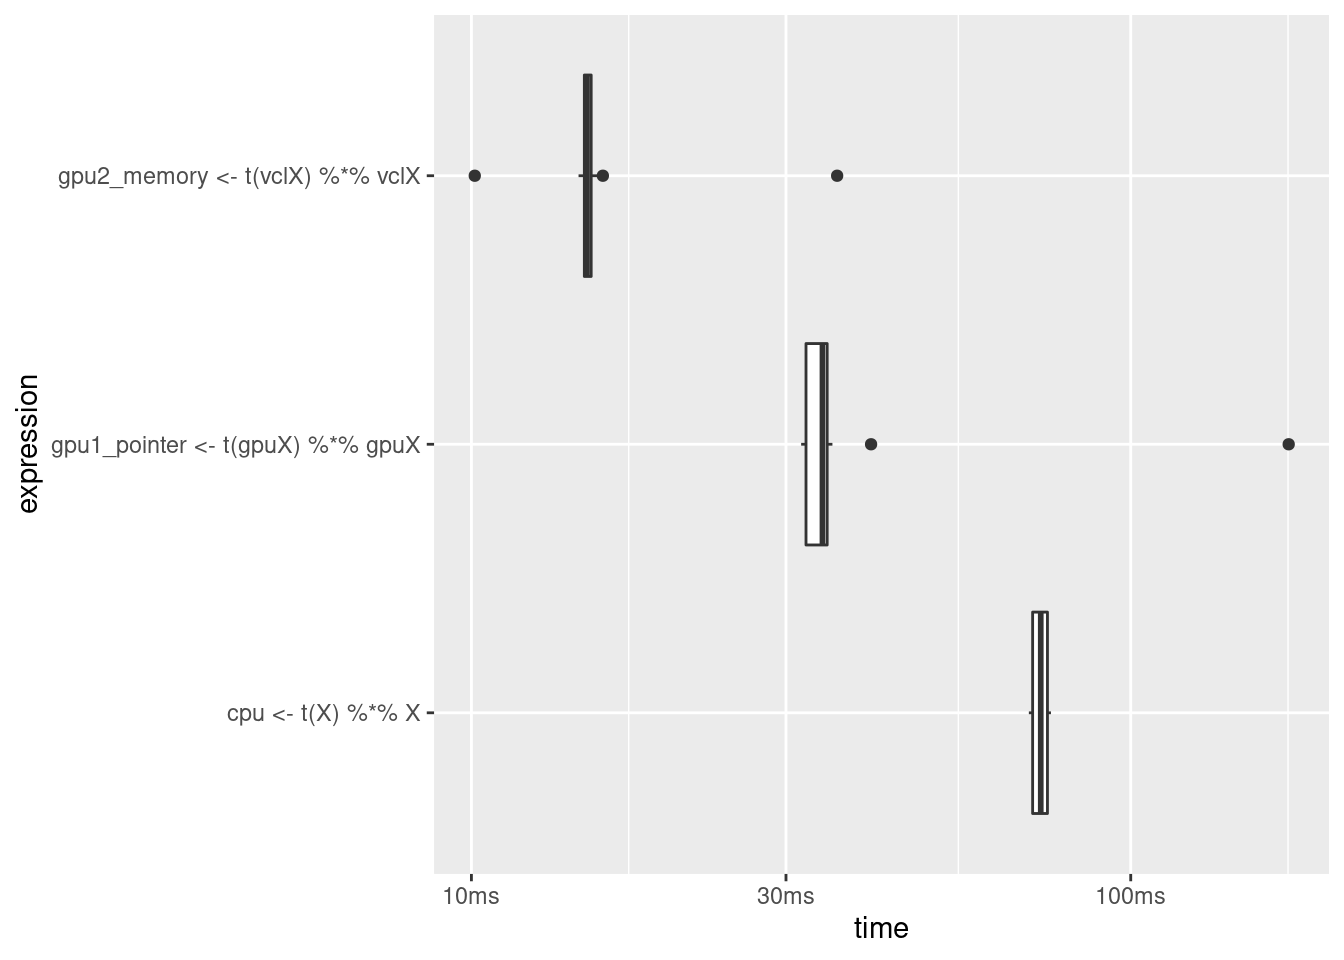 gpu2_memory <- t(vclX) %*% vclX
gpu1_pointer <- t(gpuX) %*% gpuX
cpu <- t(X) %*% X
expression
10ms 30ms 100ms
time